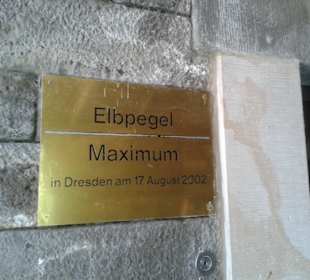 Elbpegel
Maximum
in Dresden am 17 August 2002